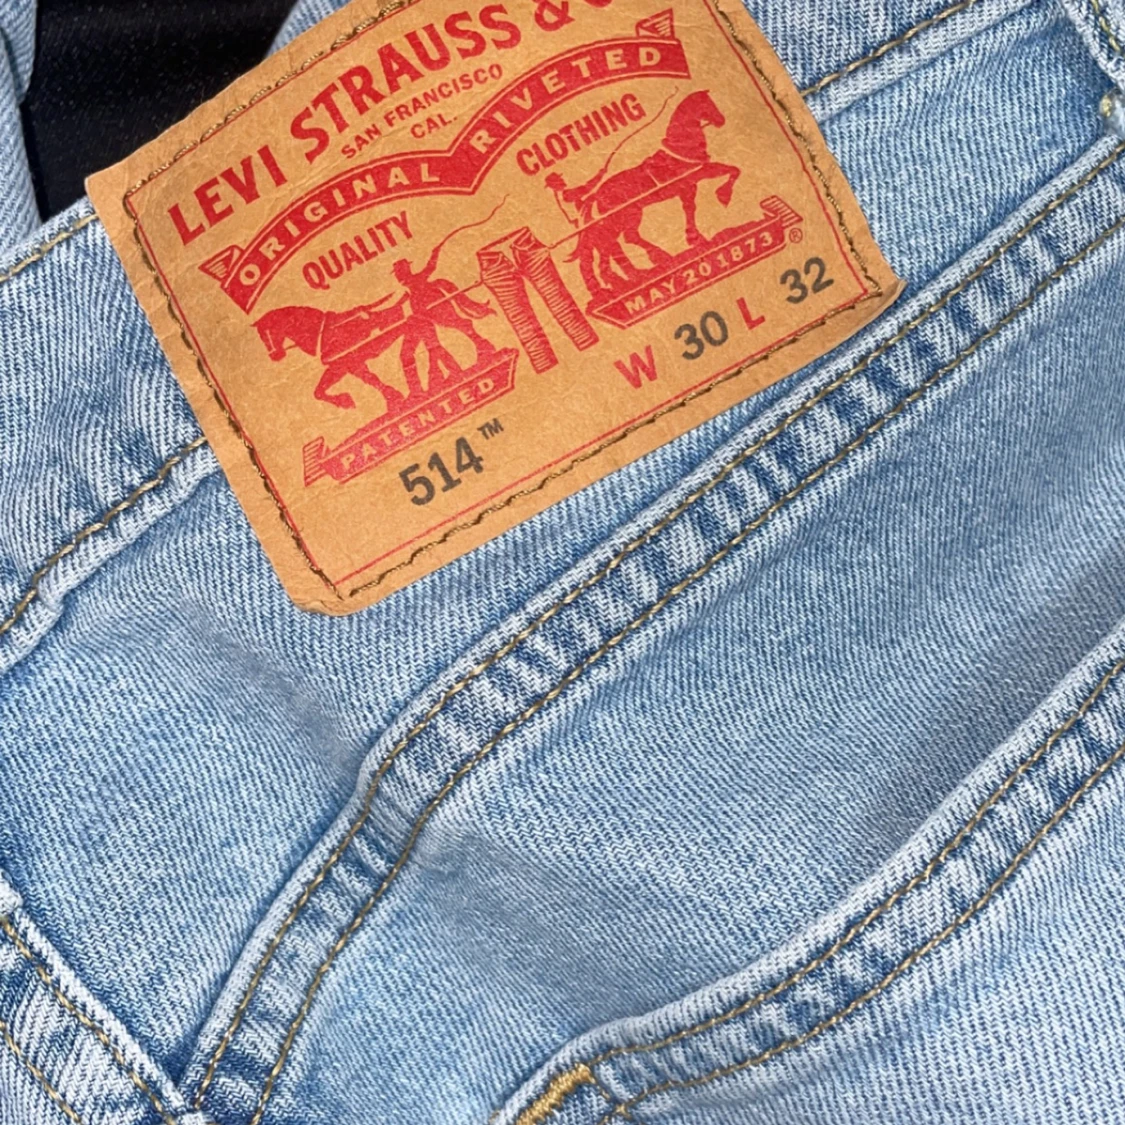 LEVI STRAUSS &
SAN FRANCISCO
CAL.
ORIGINAL RIVETED
QUALITY CLOTHING
PATENTED MAY 20 1873 ®
514™ W 30 L 32